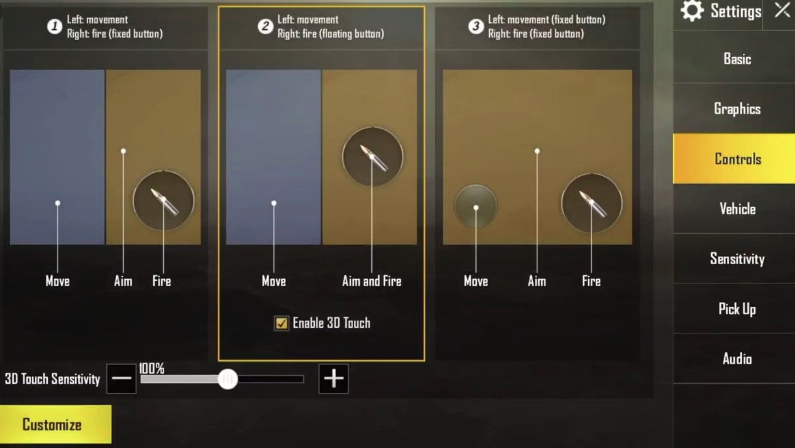 1 Left: movement
Right: fire (fixed button)
2 Left: movement
Right: fire (floating button)
3 Left: movement (fixed button)
Right: fire (fixed button)
Move
Aim
Fire
Move
Aim and Fire
Move
Aim
Fire
Enable 3D Touch
3D Touch Sensitivity
100%
Customize
Settings
Basic
Graphics
Controls
Vehicle
Sensitivity
Pick Up
Audio